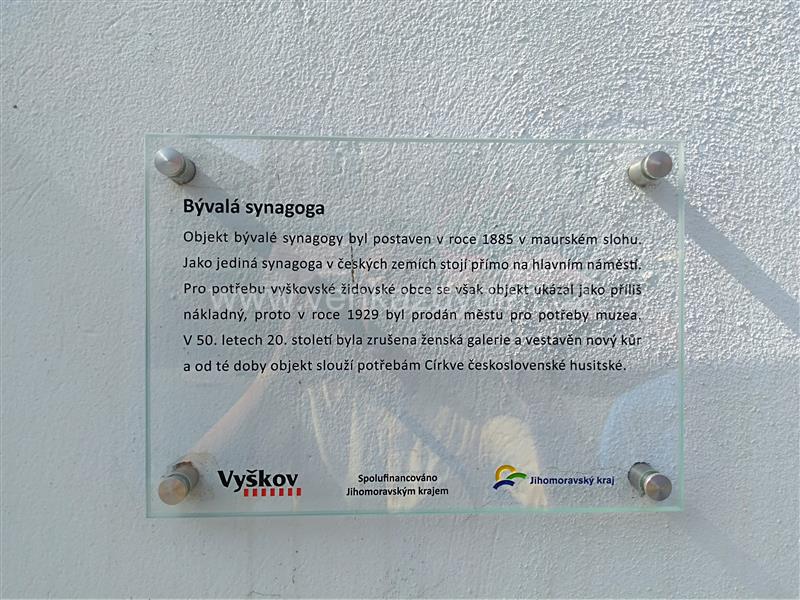 Bývalá synagoga
Objekt bývalé synagogy byl postaven v roce 1885 v maurském slohu.
Jako jediná synagoga v českých zemích stojí přímo na hlavním náměstí.
Pro potřebu vyškovské židovské obce se však objekt ukázal jako příliš
nákladný, proto v roce 1929 byl prodán městu pro potřeby muzea.
V 50. letech 20. století byla zrušena ženská galerie a vestavěn nový kůr
a od té doby objekt slouží potřebám Církve československé husitské.
Vyškov
Spolufinancováno
Jihomoravským krajem
Jihomoravský kraj